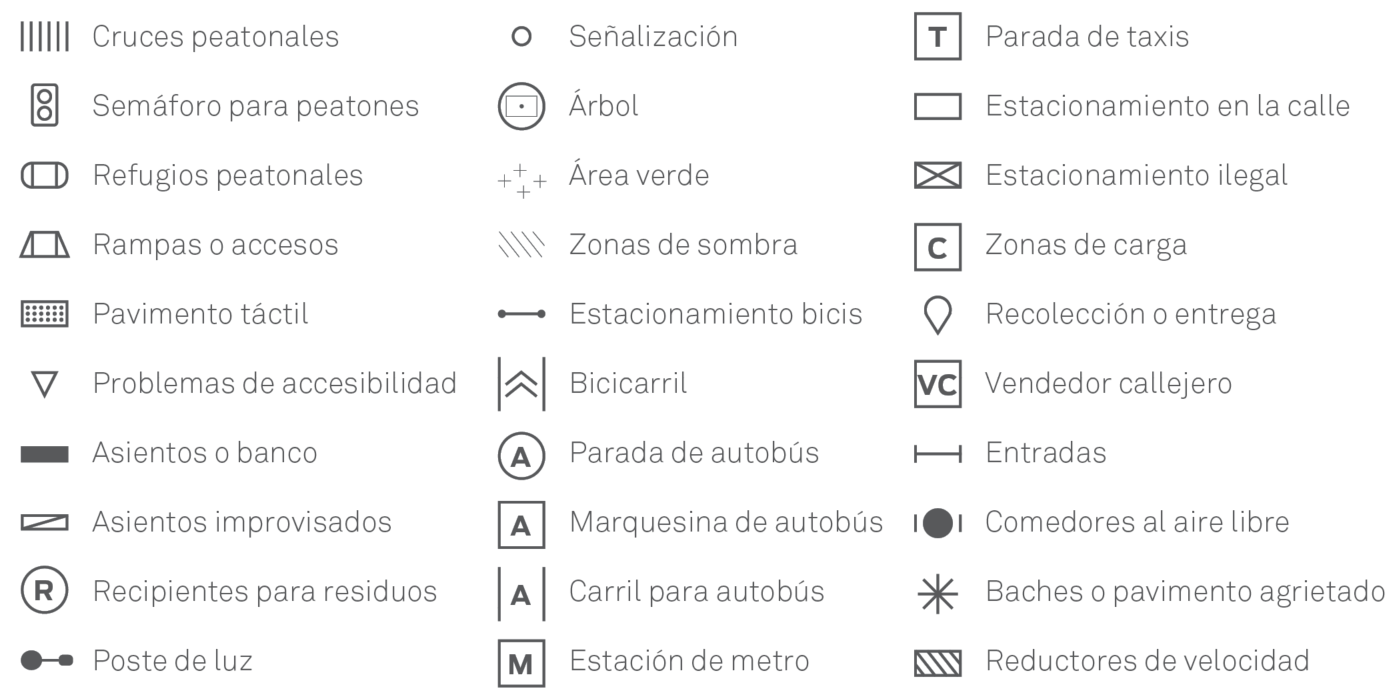 Cruces peatonales
Semáforo para peatones
Refugios peatonales
Rampas o accesos
Pavimento táctil
Problemas de accesibilidad
Asientos o banco
Asientos improvisados
R Recipientes para residuos
Poste de luz
Señalización
Árbol
Área verde
Zonas de sombra
Estacionamiento bicis
Bicicarril
A Parada de autobús
A Marquesina de autobús
A Carril para autobús
M Estación de metro
T Parada de taxis
Estacionamiento en la calle
Estacionamiento ilegal
C Zonas de carga
Recolección o entrega
VC Vendedor callejero
Entradas
Comedores al aire libre
Baches o pavimento agrietado
Reductores de velocidad